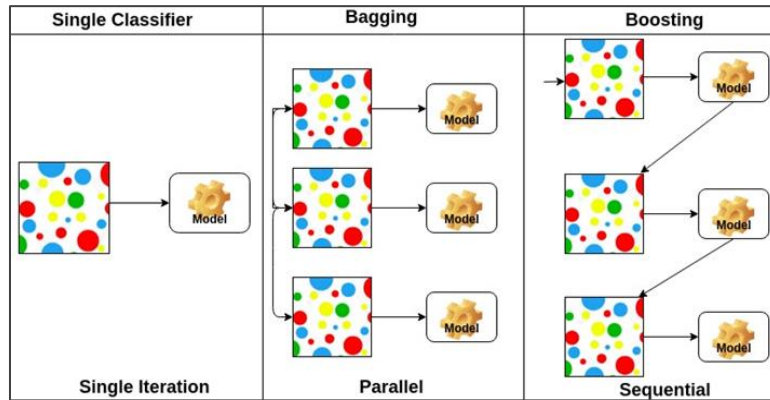 Single Classifier
Bagging
Boosting
Model
Model
Model
Model
Model
Model
Model
Single Iteration
Parallel
Sequential